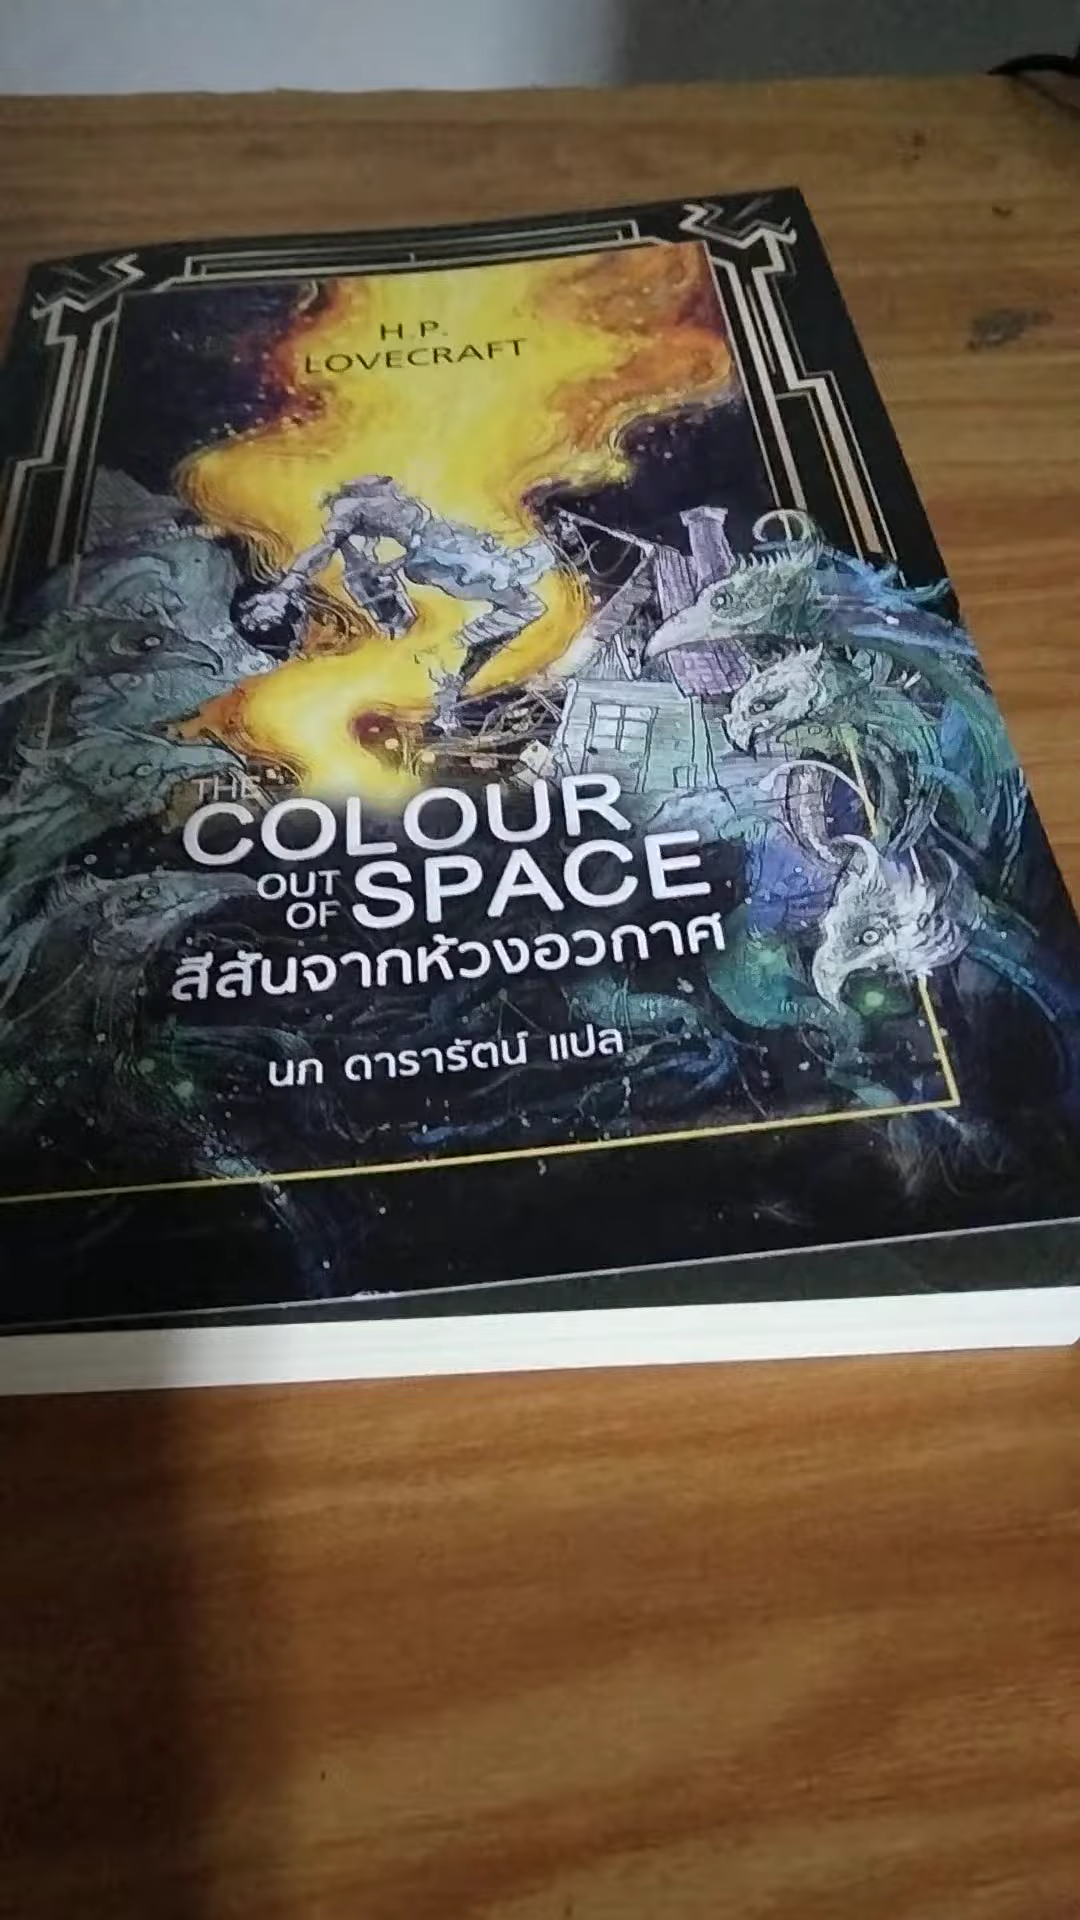 H.P.
LOVECRAFT
THE
COLOUR
OUT
OF SPACE
สีสันจากห้วงอวกาศ
นภ ดารารัตน์ แปล